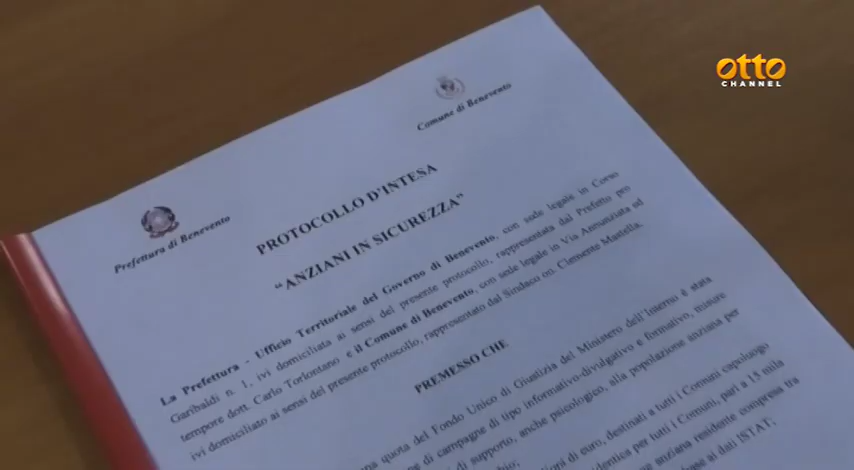 otto
CHANNEL
Comune di Benevento
Prefettura di Benevento
PROTOCOLLO D'INTESA
“ANZIANI IN SICUREZZA”
La Prefettura - Ufficio Territoriale del Governo di Benevento, con sede legale in Corso
Garibaldi n. 1, ivi domiciliata ai sensi del presente protocollo, rappresentata dal Prefetto pro
tempore dott. Carlo Torlontano e il Comune di Benevento, con sede legale in Via Annunziata ed
ivi domiciliato ai sensi del presente protocollo, rappresentato dal Sindaco on. Clemente Mastella.
PREMESSO CHE
una quota del Fondo Unico di Giustizia del Ministero dell'Interno è stata
di campagne di tipo informativo-divulgativo e formativo, misure
di supporto, anche psicologico, alla popolazione anziana per
di euro, destinati a tutti i Comuni capoluogo
identica per tutti i Comuni, pari a 15 mila
anziana residente compresa tra
ai dati ISTAT;